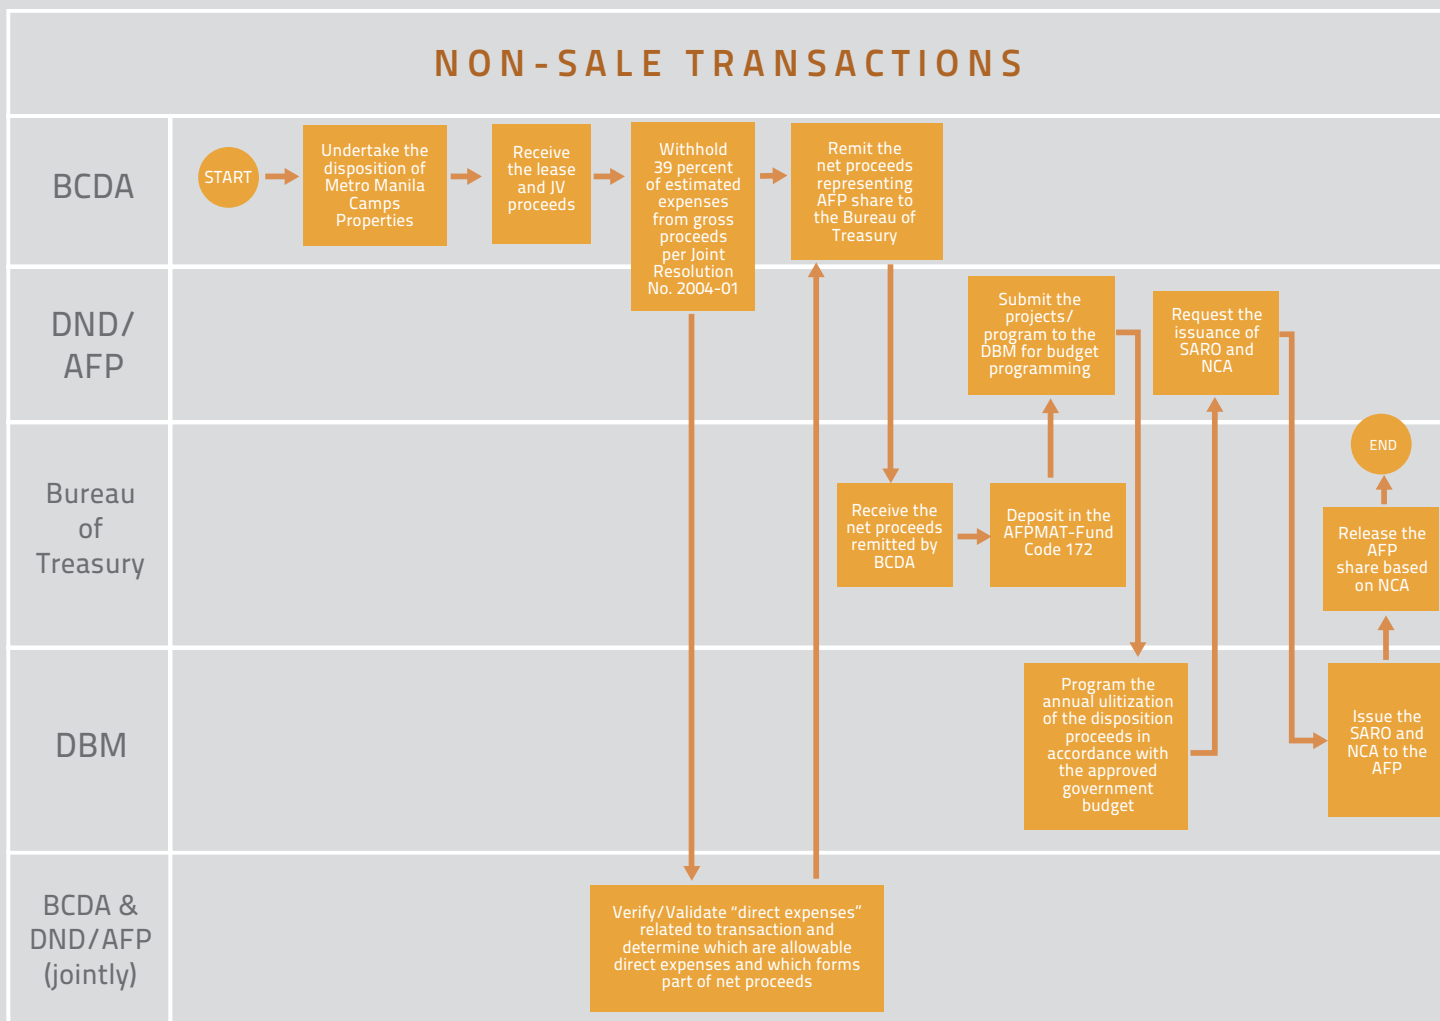 NON-SALE TRANSACTIONS
BCDA
START
Undertake the
disposition of
Metro Manila
Camps
Properties
Receive
the lease
and JV
proceeds
Withhold
39 percent
of estimated
expenses
from gross
proceeds
per Joint
Resolution
No. 2004-01
Remit the
net proceeds
representing
AFP share to
the Bureau of
Treasury
DND/
AFP
Submit the
projects/
program to the
DBM for budget
programming
Request the
issuance of
SARO and
NCA
Bureau
of
Treasury
Receive the
net proceeds
remitted by
BCDA
Deposit in the
AFPMAT-Fund
Code 172
END
Release the
AFP
share based
on NCA
DBM
Program the
annual ulitization
of the disposition
proceeds in
accordance with
the approved
government
budget
Issue the
SARO and
NCA to the
AFP
BCDA &
DND/AFP
(jointly)
Verify/Validate “direct expenses”
related to transaction and
determine which are allowable
direct expenses and which forms
part of net proceeds